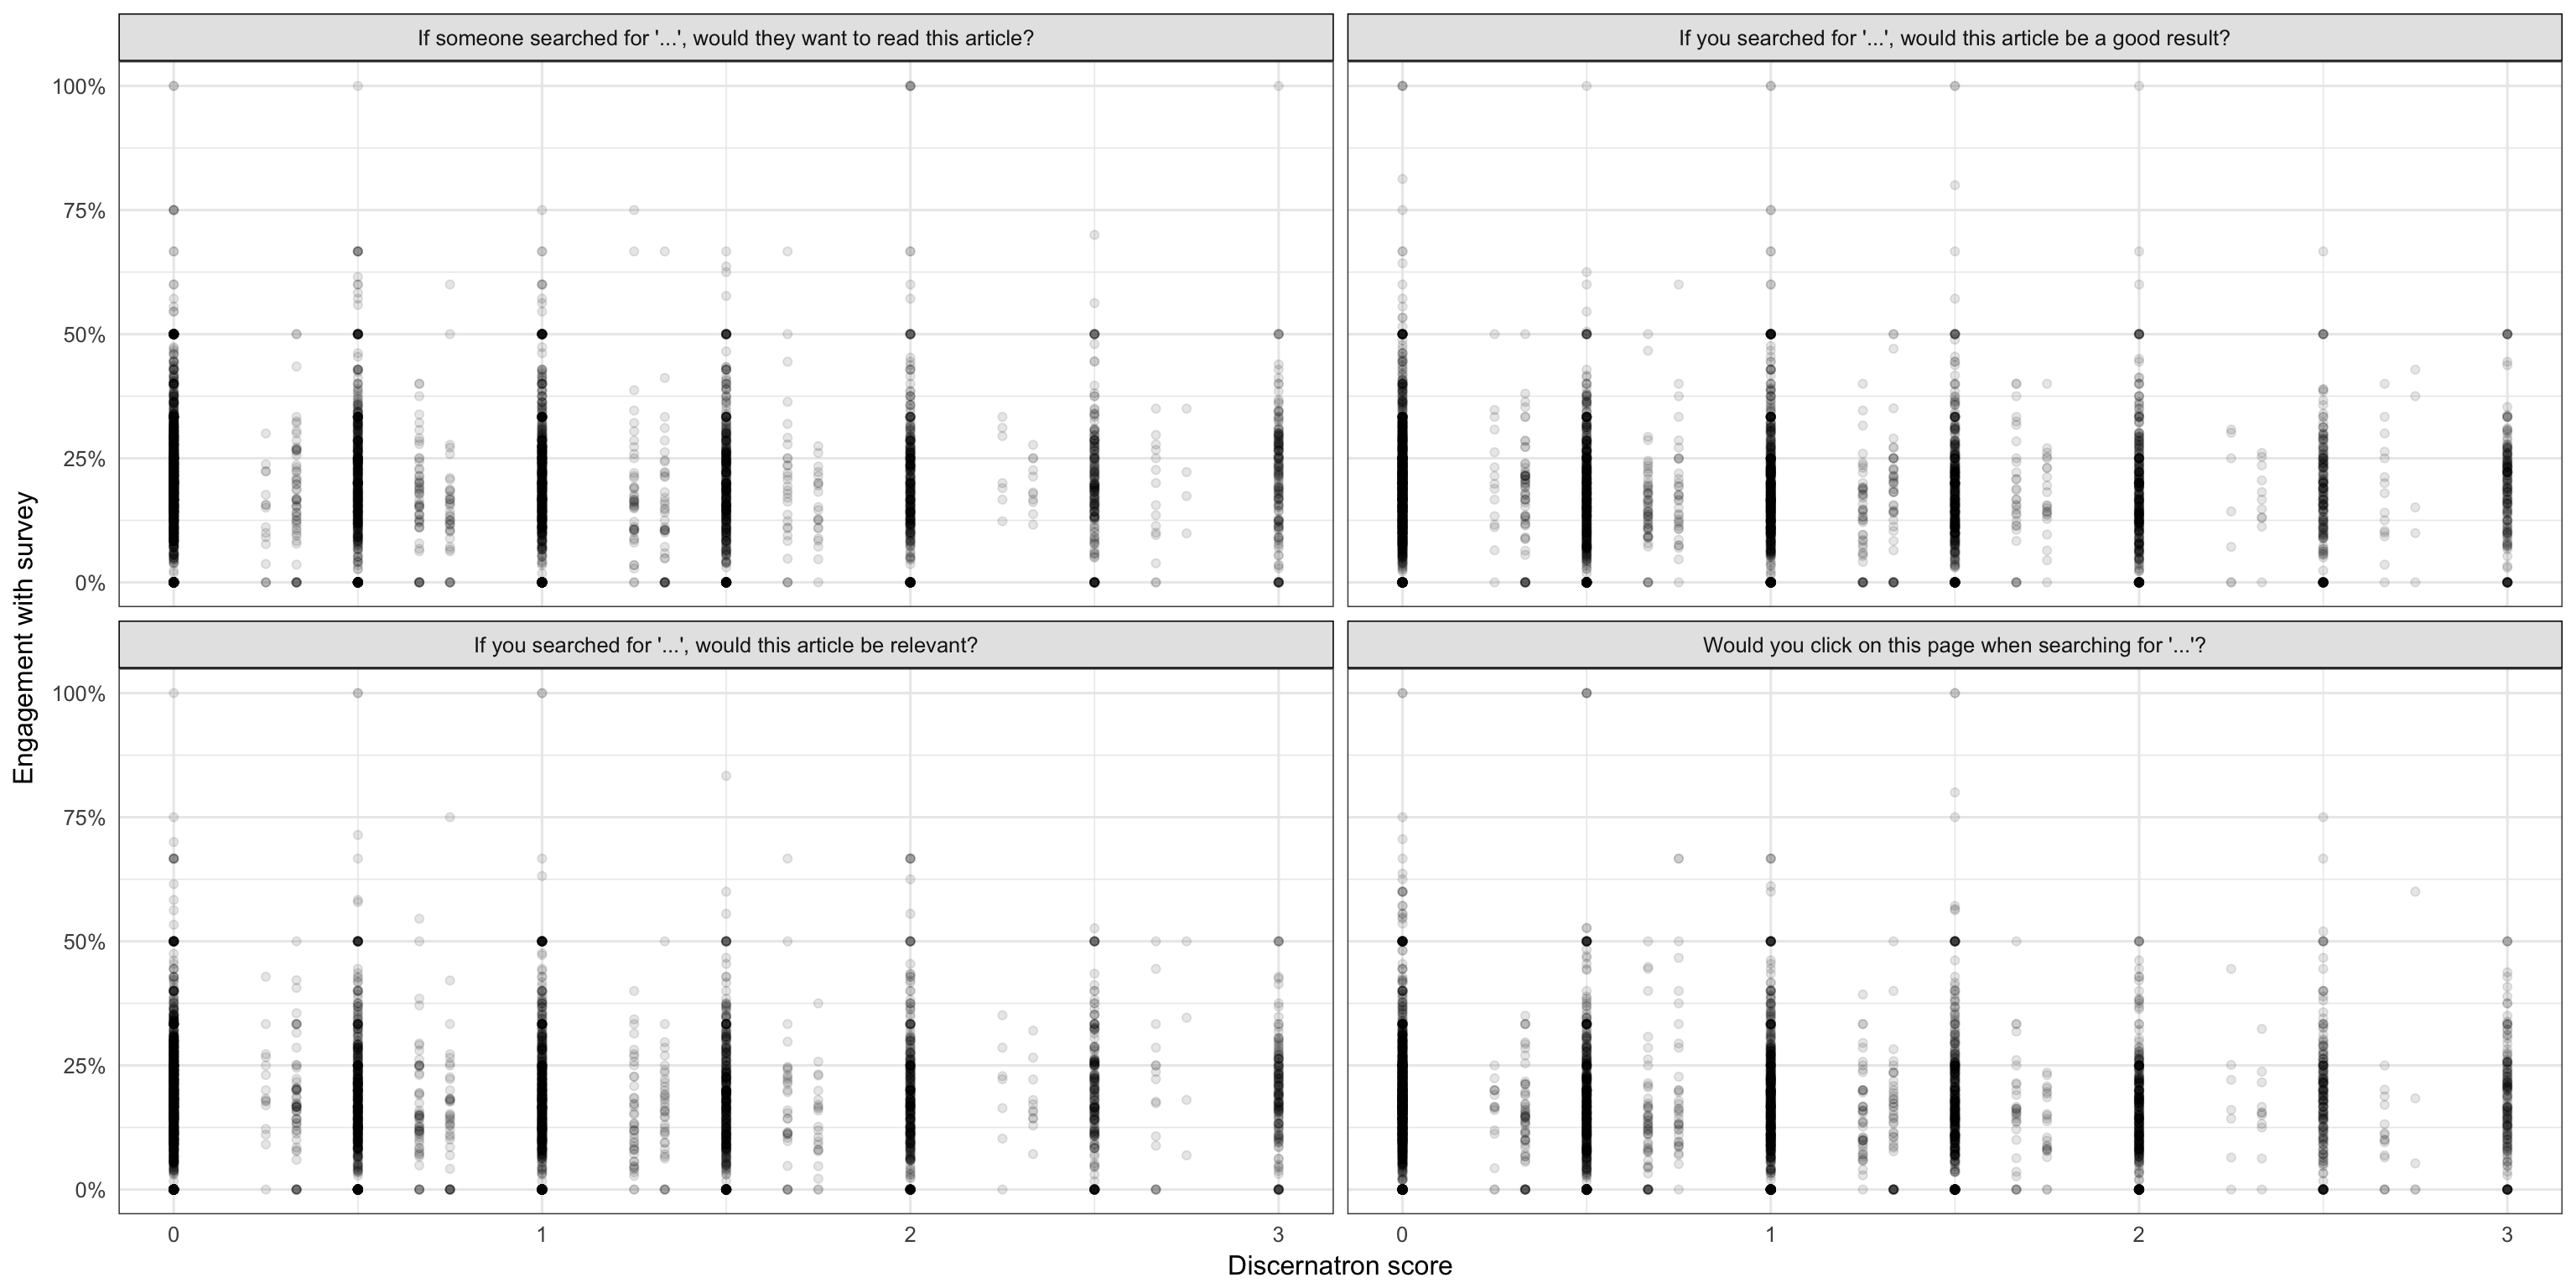 If someone searched for '...', would they want to read this article?
If you searched for '...', would this article be a good result?
100%
75%
50%
25%
0%
Engagement with survey
If you searched for '...', would this article be relevant?
Would you click on this page when searching for '...'?
100%
75%
50%
25%
0%
0 1 2 3 0 1 2 3
Discernatron score